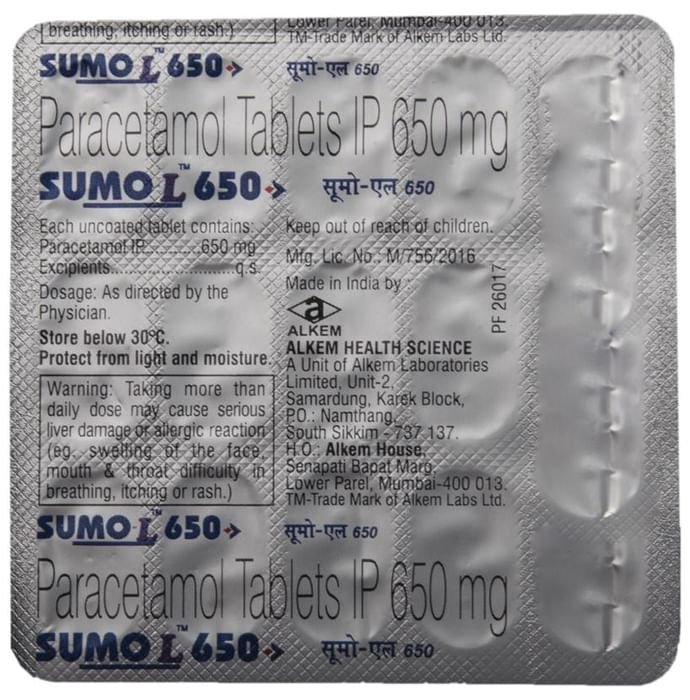 breathing, itching or rash.)
Lower Parel, Mumbai-400 013.
TM-Trade Mark of Alkem Labs Ltd.
SUMO L™ 650
सूमो-एल 650
Paracetamol Tablets IP 650 mg
SUMO L™ 650
सूमो-एल 650
Each uncoated tablet contains:
Paracetamol IP.........650 mg
Excipients........................q.s.
Dosage: As directed by the
Physician.
Store below 30°C.
Protect from light and moisture.
Warning: Taking more than
daily dose may cause serious
liver damage or allergic reaction
(eg. swelling of the face,
mouth & throat difficulty in
breathing, itching or rash.)
Keep out of reach of children.
Mfg. Lic. No.: M/756/2016
Made in India by :
a
ALKEM
ALKEM HEALTH SCIENCE
A Unit of Alkem Laboratories
Limited, Unit-2,
Samardung, Karek Block,
P.O.: Namthang,
South Sikkim - 737 137.
H.O.: Alkem House,
Senapati Bapat Marg,
Lower Parel, Mumbai-400 013.
TM-Trade Mark of Alkem Labs Ltd.
PF 26017
SUMO L™ 650
सूमो-एल 650
Paracetamol Tablets IP 650 mg
SUMO L™ 650
सूमो-एल 650